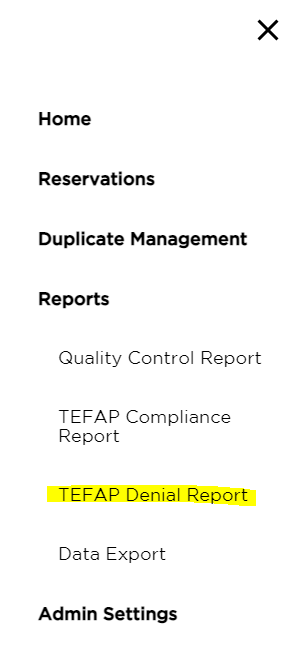 Home
Reservations
Duplicate Management
Reports
Quality Control Report
TEFAP Compliance
Report
TEFAP Denial Report
Data Export
Admin Settings